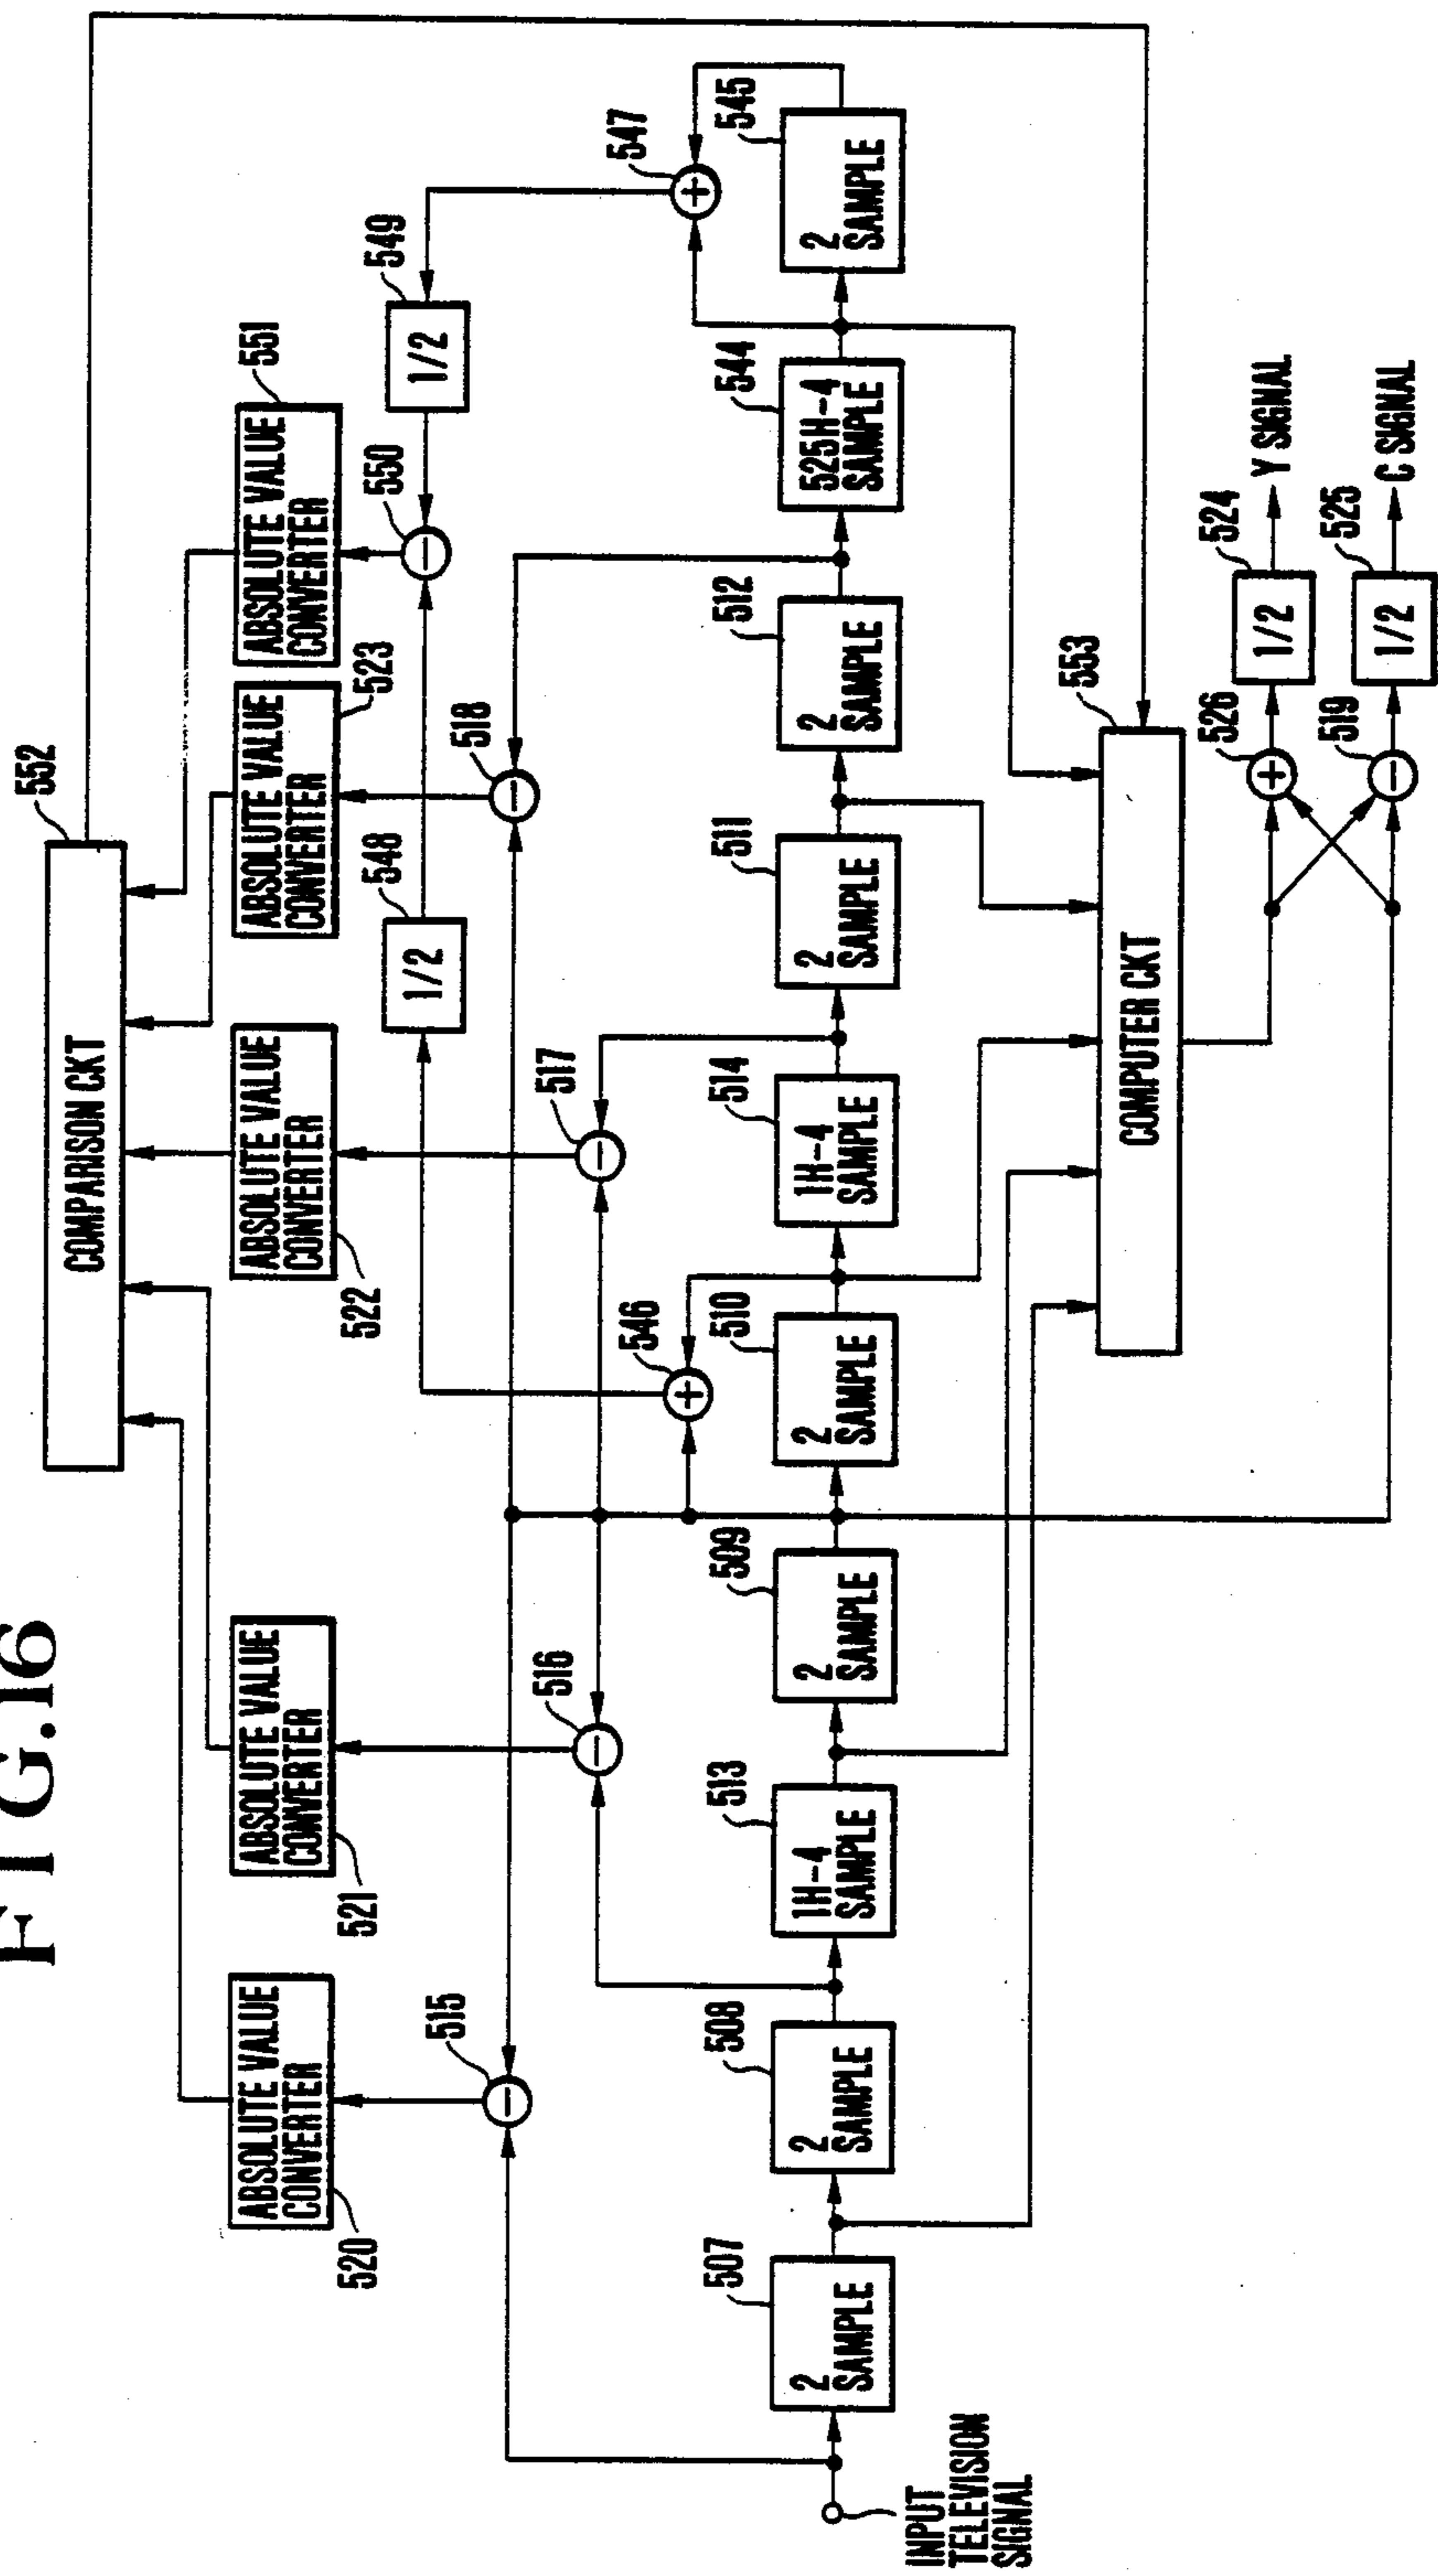 FIG.16
552
COMPARISON CKT
520
ABSOLUTE VALUE
CONVERTER
521
ABSOLUTE VALUE
CONVERTER
522
ABSOLUTE VALUE
CONVERTER
523
ABSOLUTE VALUE
CONVERTER
551
ABSOLUTE VALUE
CONVERTER
548
1/2
550
549
1/2
515
516
517
518
546
547
INPUT
TELEVISION
SIGNAL
507
2
SAMPLE
508
2
SAMPLE
513
1H-4
SAMPLE
509
2
SAMPLE
510
2
SAMPLE
514
1H-4
SAMPLE
511
2
SAMPLE
512
2
SAMPLE
544
525H-4
SAMPLE
545
2
SAMPLE
553
COMPUTER CKT
526
524
1/2
Y SIGNAL
519
525
1/2
C SIGNAL